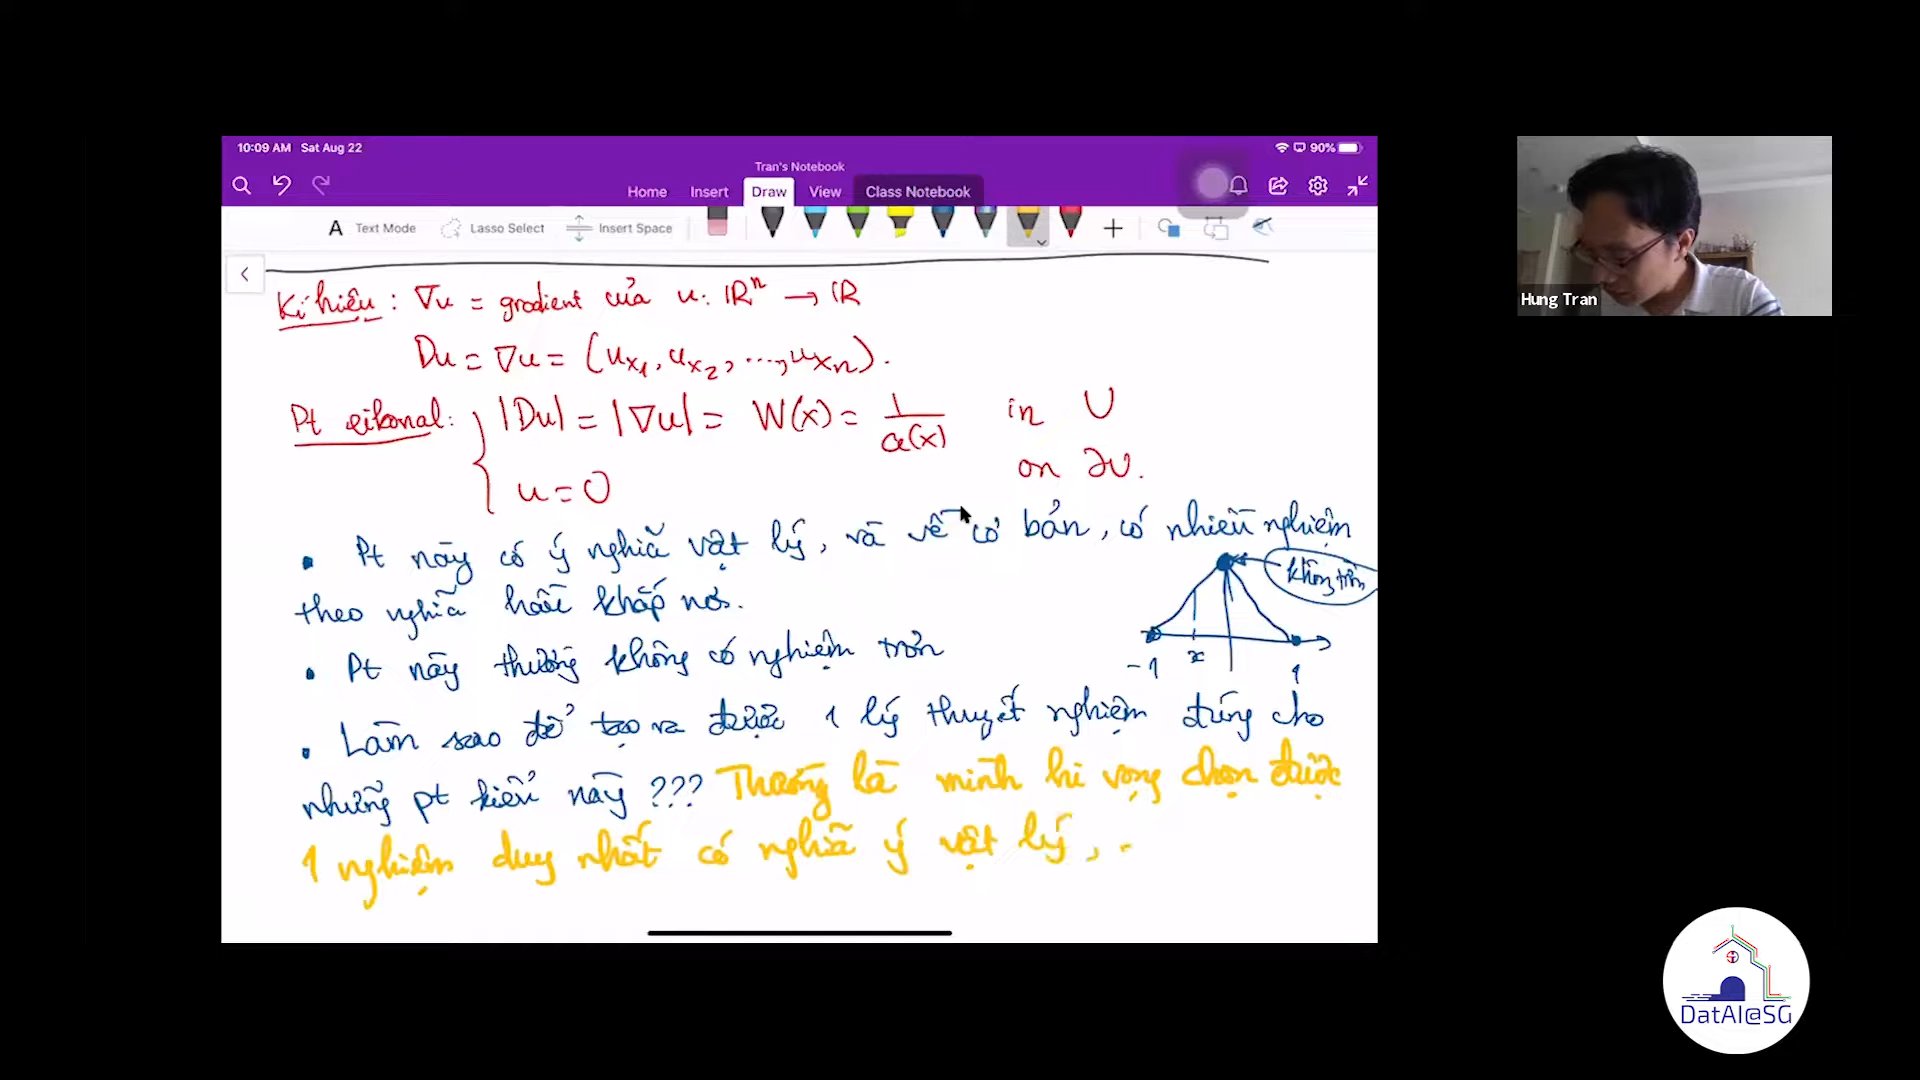 10:09 AM Sat Aug 22
90%
Tran's Notebook
Home Insert Draw View Class Notebook
A Text Mode Lasso Select Insert Space
Kí hiệu : ∇u = gradient của u: ℝⁿ → ℝ
Du = ∇u = (u_{x_1}, u_{x_2}, ..., u_{x_n}).
Pt eikonal: { |Du| = |∇u| = W(x) = 1/a(x) in U
u = 0 on ∂U.
• Pt này có ý nghĩa vật lý, và về cơ bản, có nhiều nghiệm
theo nghĩa hầu khắp nơi.
không trơn
-1 x 1
• Pt này thường không có nghiệm trơn
• Làm sao để tạo ra được 1 lý thuyết nghiệm đúng cho
những pt kiểu này ??? Thường là mình hi vọng chọn được
1 nghiệm duy nhất có nghĩa ý vật lý,
Hung Tran
DatAI@SG